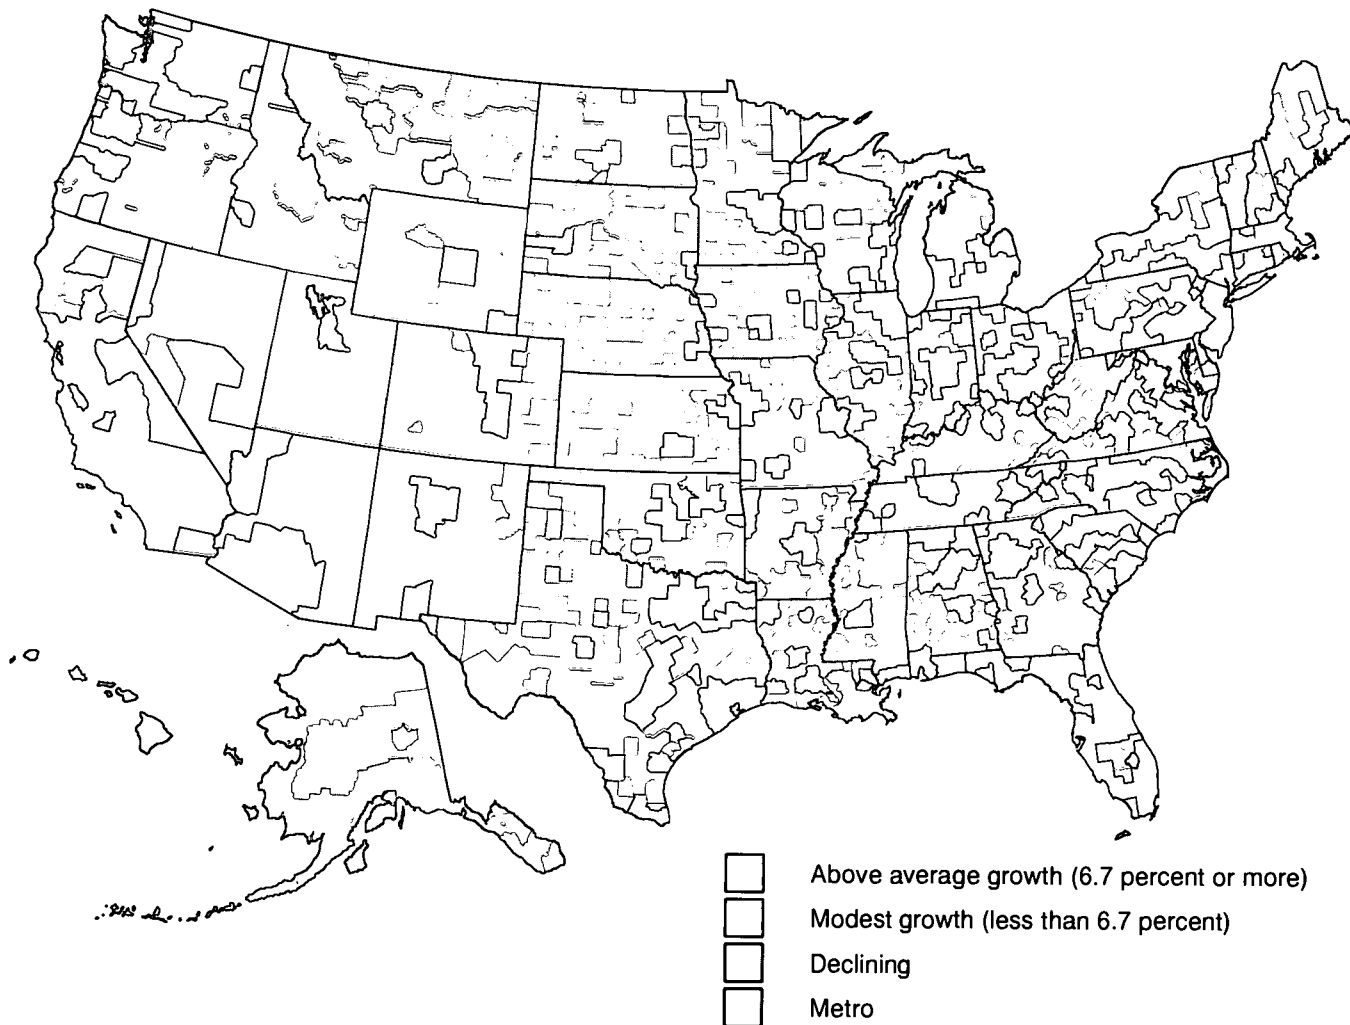 Above average growth (6.7 percent or more)
Modest growth (less than 6.7 percent)
Declining
Metro